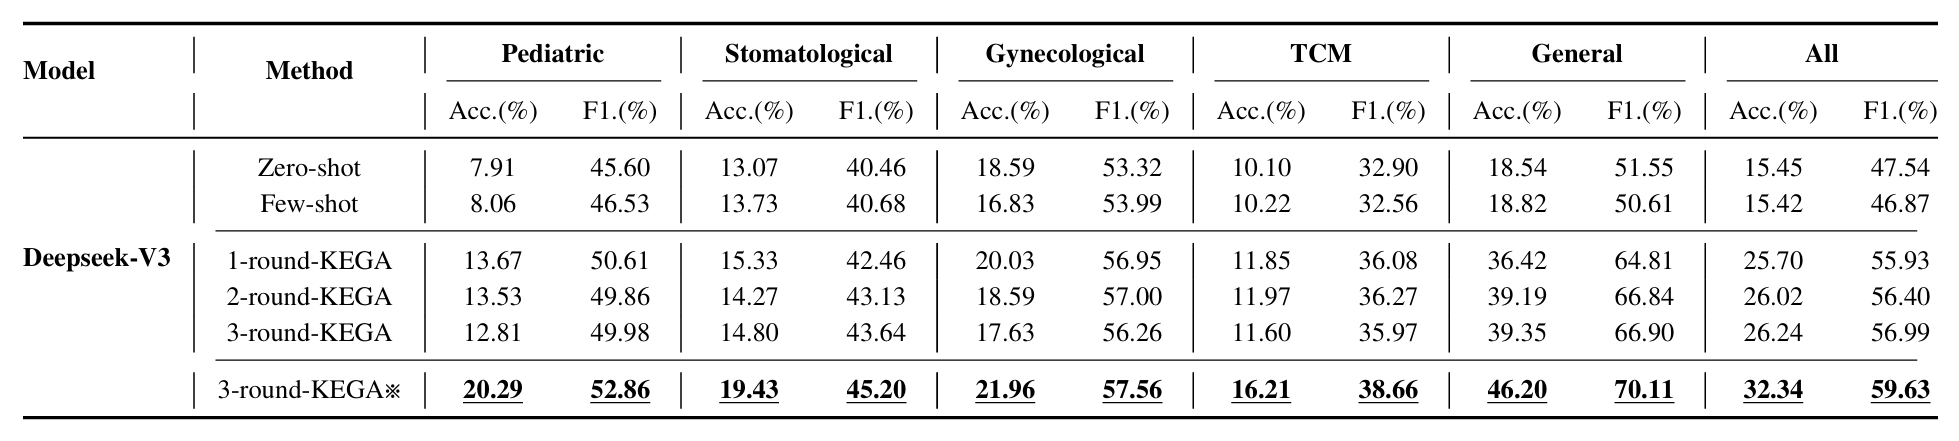 Model Method Pediatric Stomatological Gynecological TCM General All
Acc.(%) F1.(%) Acc.(%) F1.(%) Acc.(%) F1.(%) Acc.(%) F1.(%) Acc.(%) F1.(%) Acc.(%) F1.(%)
Zero-shot 7.91 45.60 13.07 40.46 18.59 53.32 10.10 32.90 18.54 51.55 15.45 47.54
Few-shot 8.06 46.53 13.73 40.68 16.83 53.99 10.22 32.56 18.82 50.61 15.42 46.87
Deepseek-V3 1-round-KEGA 13.67 50.61 15.33 42.46 20.03 56.95 11.85 36.08 36.42 64.81 25.70 55.93
2-round-KEGA 13.53 49.86 14.27 43.13 18.59 57.00 11.97 36.27 39.19 66.84 26.02 56.40
3-round-KEGA 12.81 49.98 14.80 43.64 17.63 56.26 11.60 35.97 39.35 66.90 26.24 56.99
3-round-KEGA※ 20.29 52.86 19.43 45.20 21.96 57.56 16.21 38.66 46.20 70.11 32.34 59.63